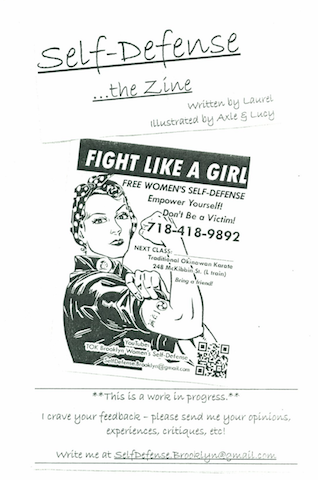 Self-Defense
...the Zine
Written by Laurel
Illustrated by Axle & Lucy
FIGHT LIKE A GIRL
FREE WOMEN'S SELF-DEFENSE
Empower Yourself!
Don't Be a Victim!
718-418-9892
NEXT CLASS:
Traditional Okinawan Karate
248 McKibbin St. (L train)
Bring a friend!
YouTube:
TOK Brooklyn Women's Self-Defense
SelfDefense.Brooklyn@gmail.com
**This is a work in progress.**
I crave your feedback – please send me your opinions,
experiences, critiques, etc!
Write me at SelfDefense.Brooklyn@gmail.com